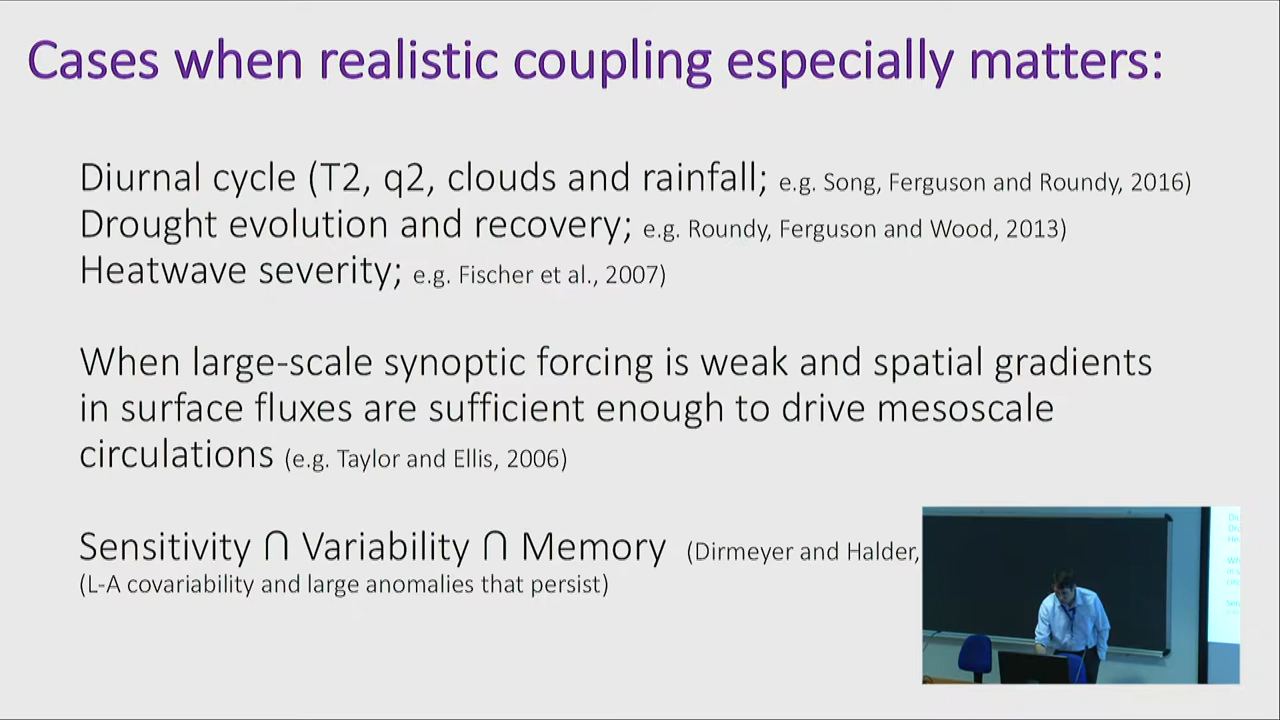 Cases when realistic coupling especially matters:
Diurnal cycle (T2, q2, clouds and rainfall; e.g. Song, Ferguson and Roundy, 2016)
Drought evolution and recovery; e.g. Roundy, Ferguson and Wood, 2013)
Heatwave severity; e.g. Fischer et al., 2007)
When large-scale synoptic forcing is weak and spatial gradients
in surface fluxes are sufficient enough to drive mesoscale
circulations (e.g. Taylor and Ellis, 2006)
Sensitivity ∩ Variability ∩ Memory (Dirmeyer and Halder,
(L-A covariability and large anomalies that persist)